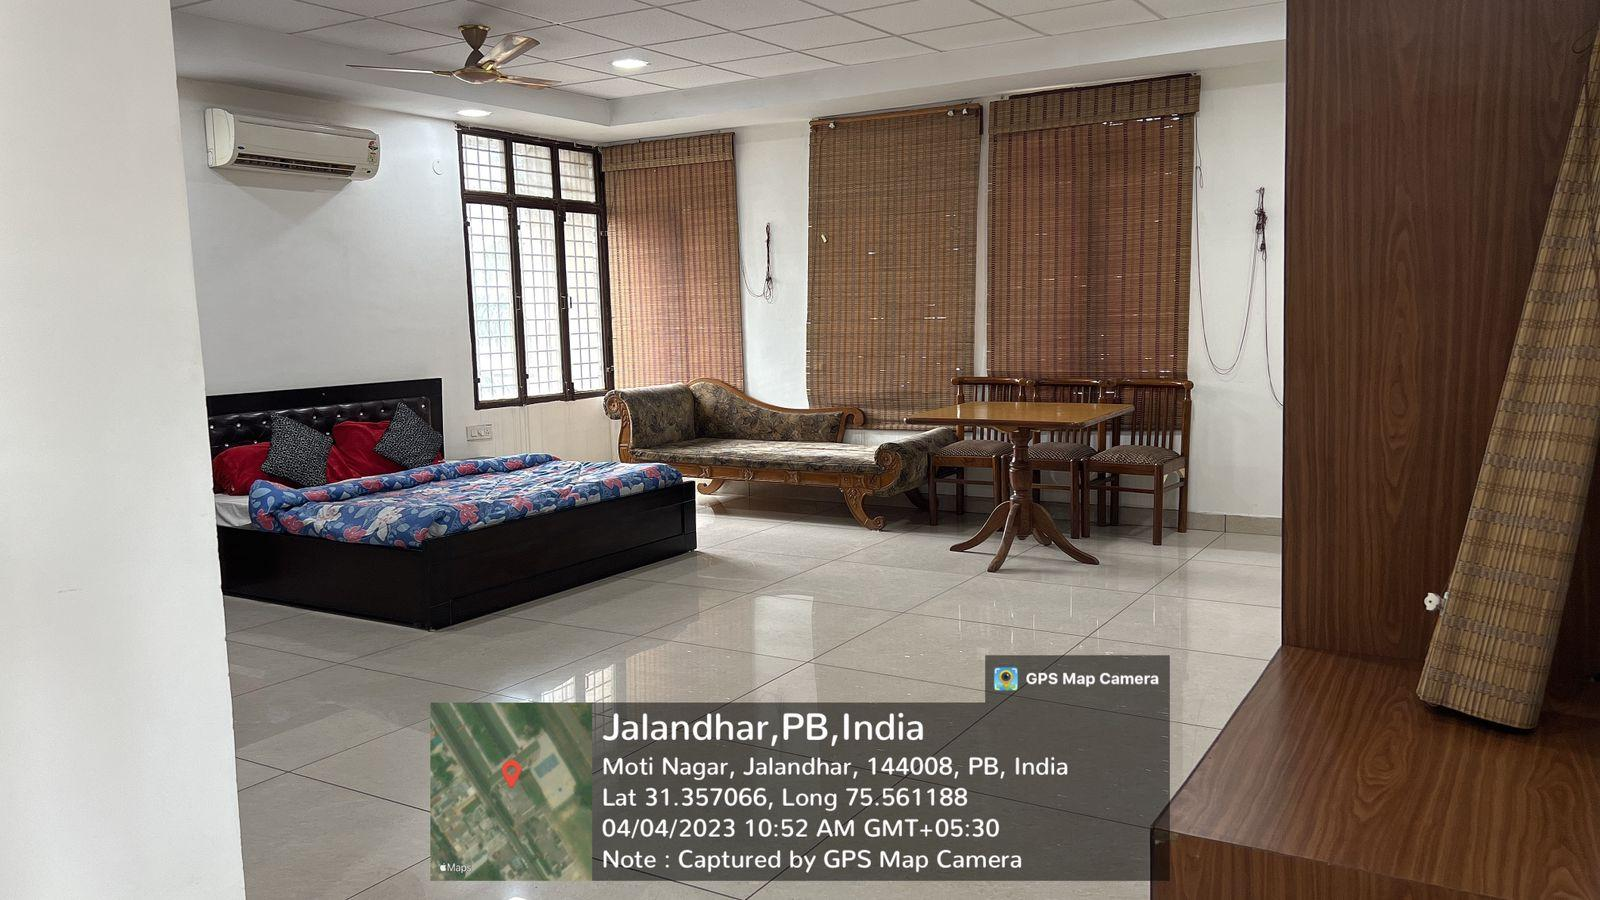 GPS Map Camera
Jalandhar,PB,India
Moti Nagar, Jalandhar, 144008, PB, India
Lat 31.357066, Long 75.561188
04/04/2023 10:52 AM GMT+05:30
Note : Captured by GPS Map Camera
Maps